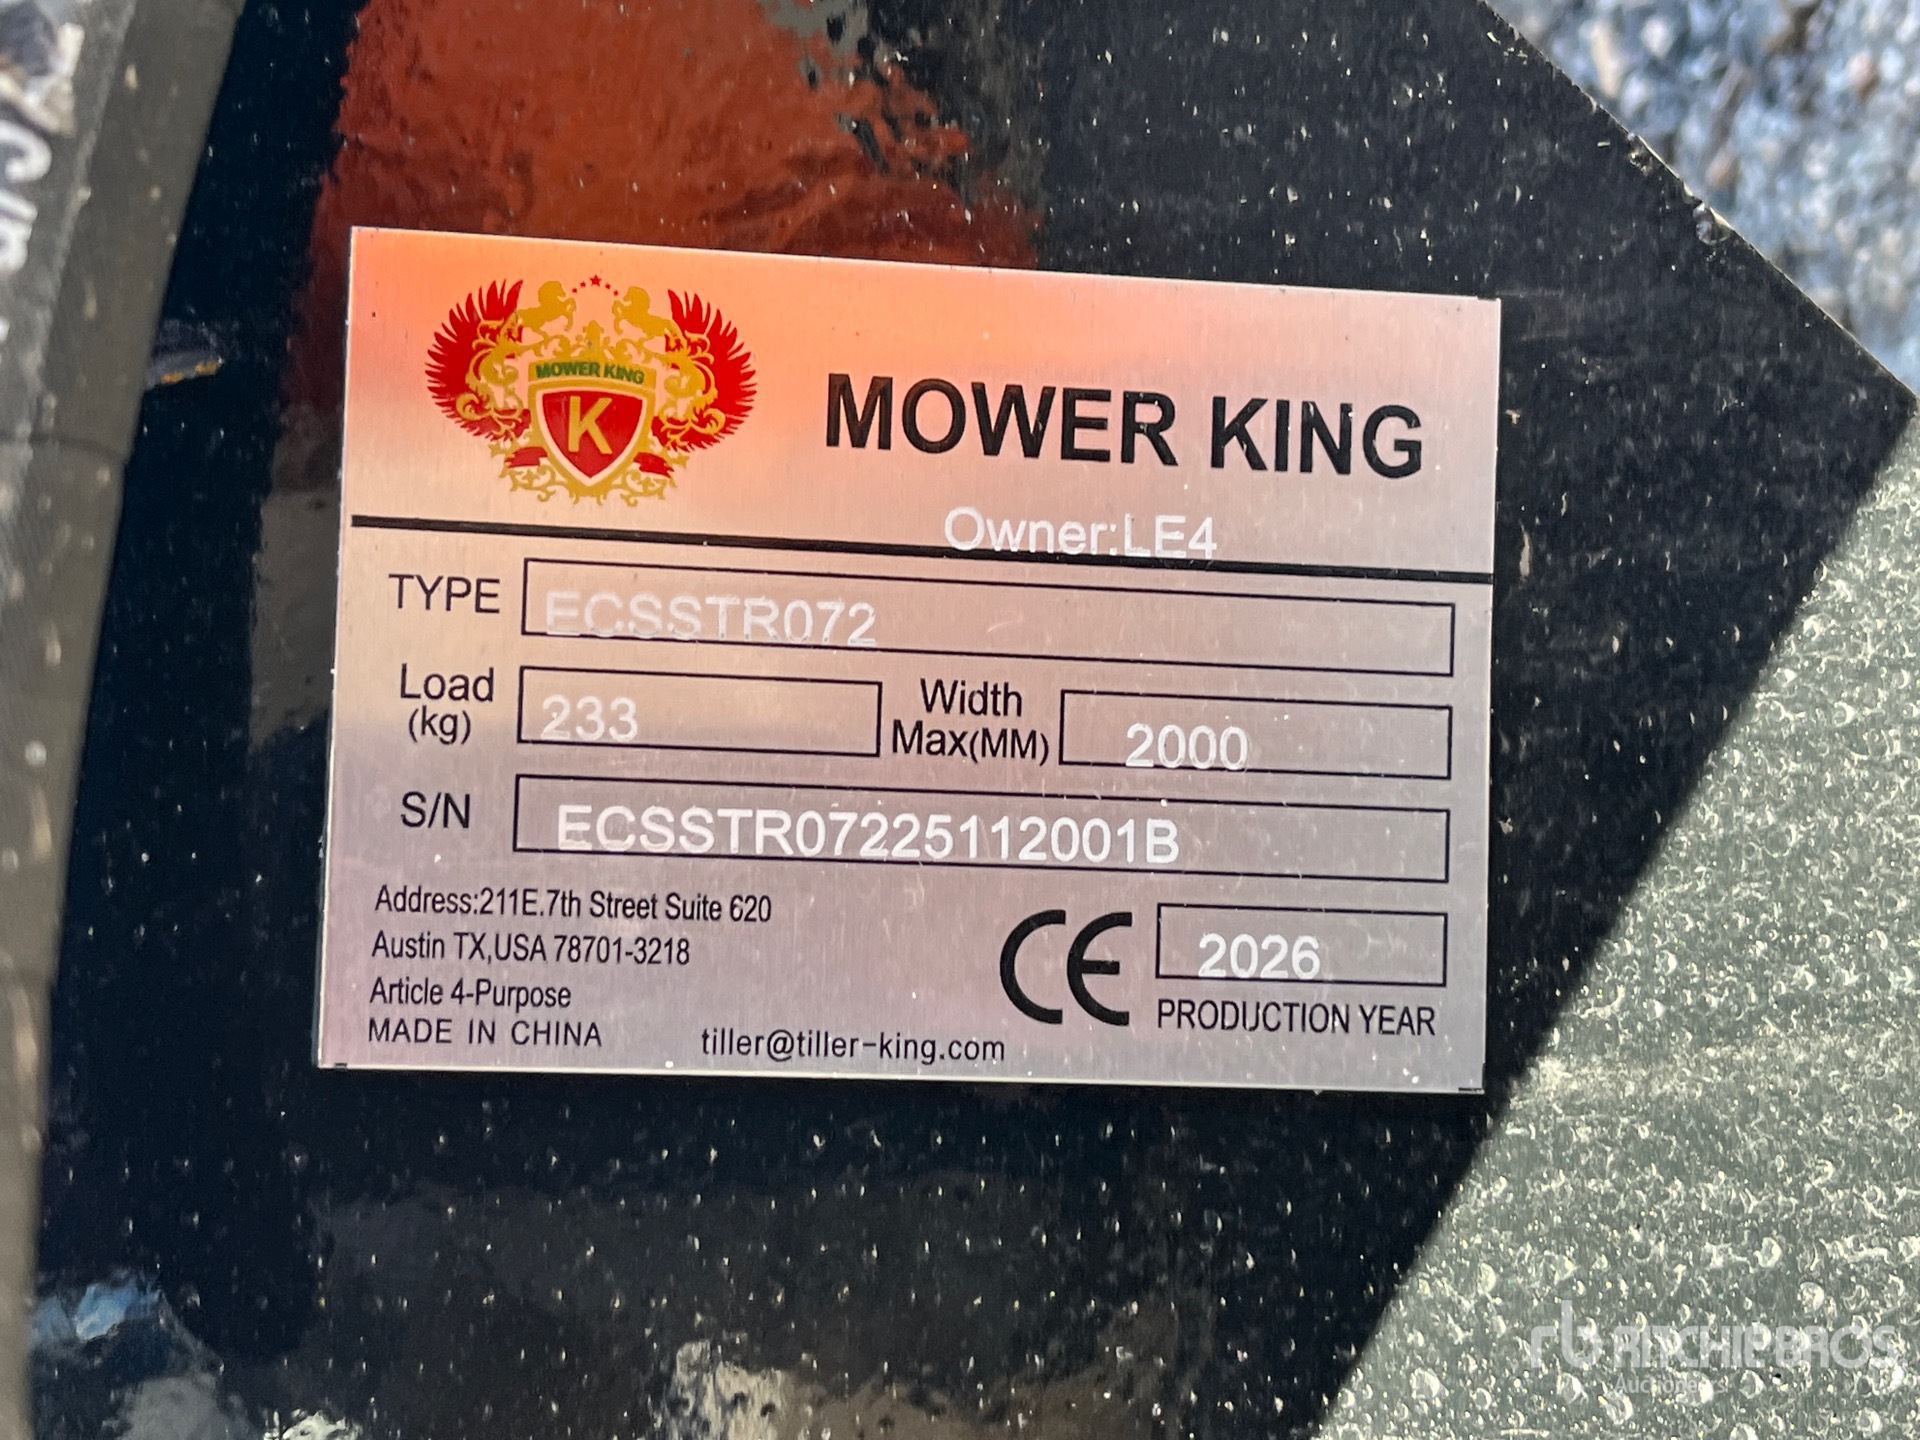 MOWER KING
K
MOWER KING
Owner:LE4
TYPE ECSSTR072
Load (kg) 233
Width Max(MM) 2000
S/N ECSSTR07225112001B
Address:211E.7th Street Suite 620
Austin TX,USA 78701-3218
Article 4-Purpose
MADE IN CHINA
tiller@tiller-king.com
CE
2026
PRODUCTION YEAR
rb RITCHIE BROS
Auctioneers